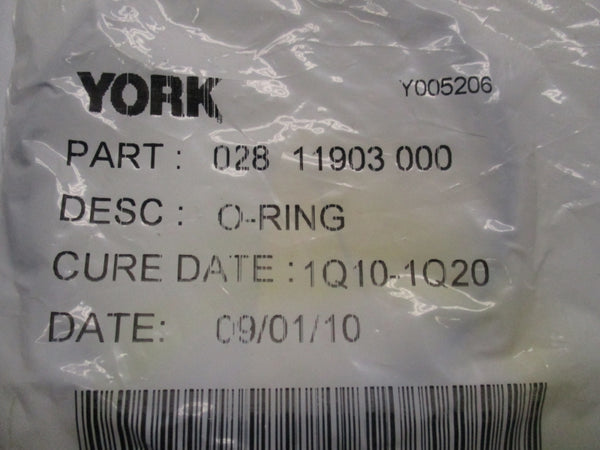 YORK Y005206
PART : 028 11903 000
DESC : O-RING
CURE DATE : 1Q10-1Q20
DATE: 09/01/10